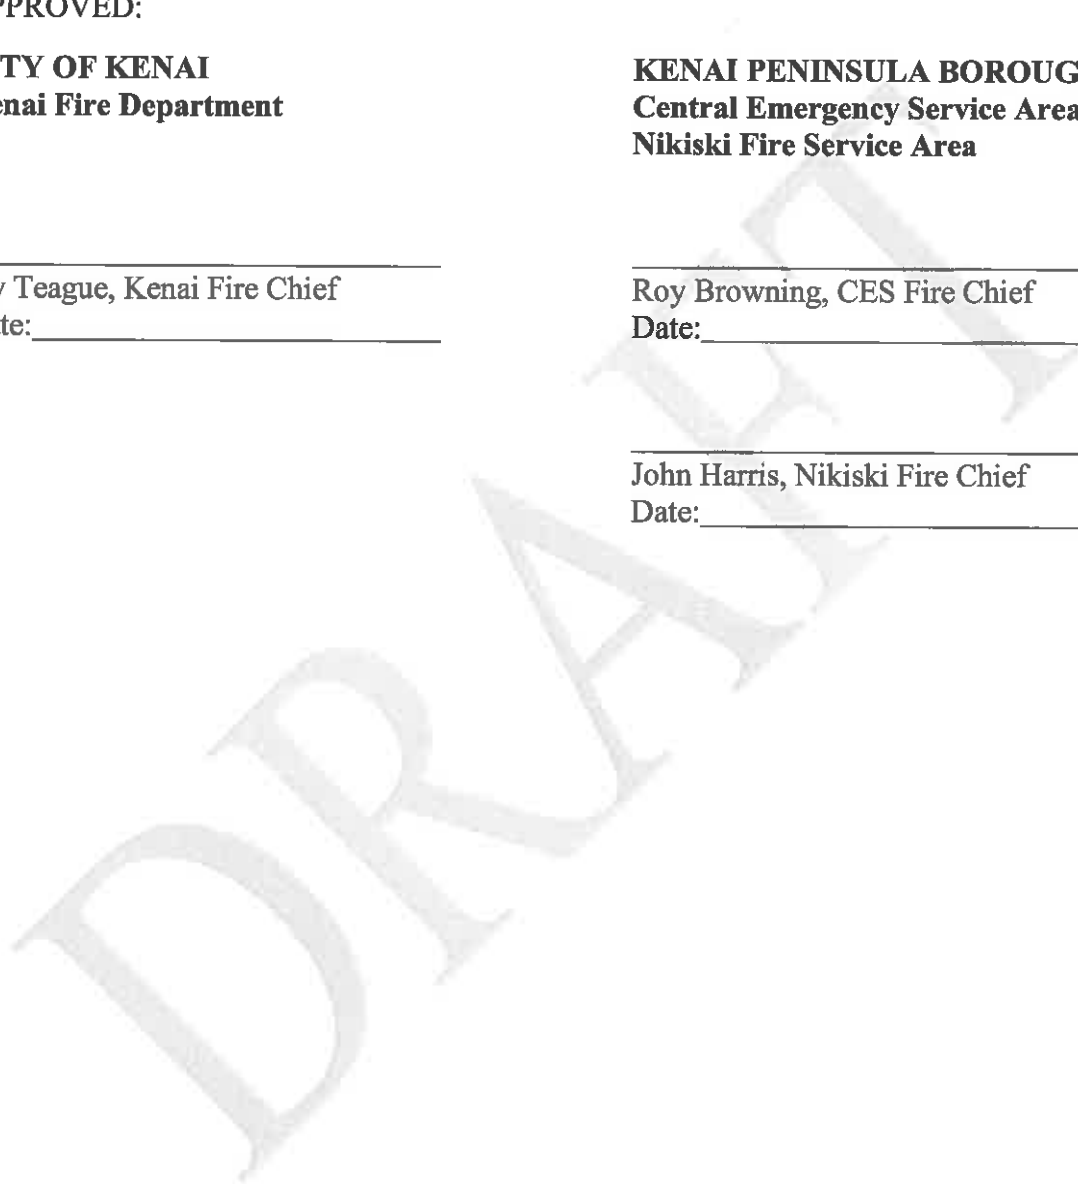 PPROVED:
TY OF KENAI
enai Fire Department
Teague, Kenai Fire Chief
te:
KENAI PENINSULA BOROUG
Central Emergency Service Area
Nikiski Fire Service Area
Roy Browning, CES Fire Chief
Date:
John Harris, Nikiski Fire Chief
Date:
DRAFT